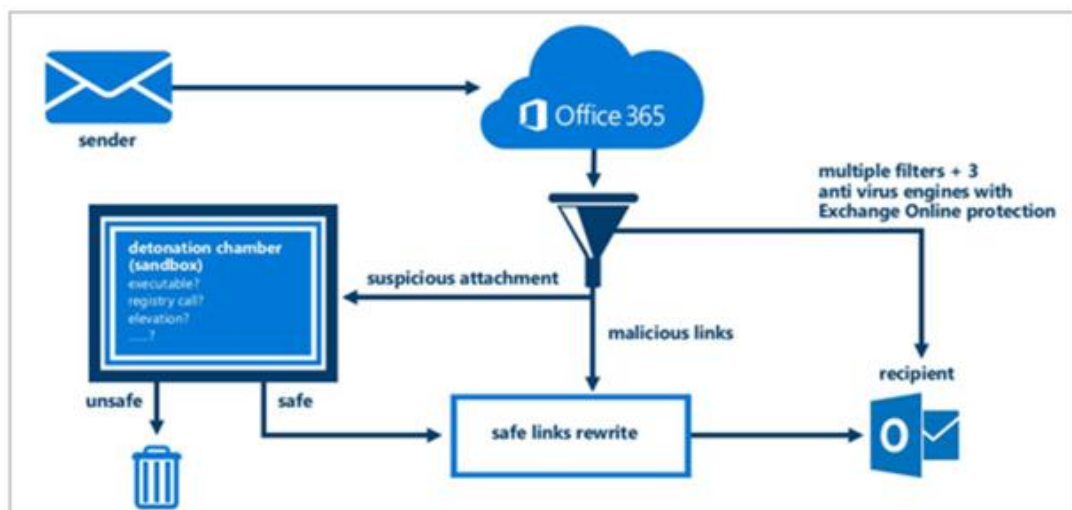 Office 365
sender
multiple filters + 3
anti virus engines with
Exchange Online protection
detonation chamber
(sandbox)
executable?
registry call?
elevation?
......?
suspicious attachment
malicious links
recipient
unsafe
safe
safe links rewrite